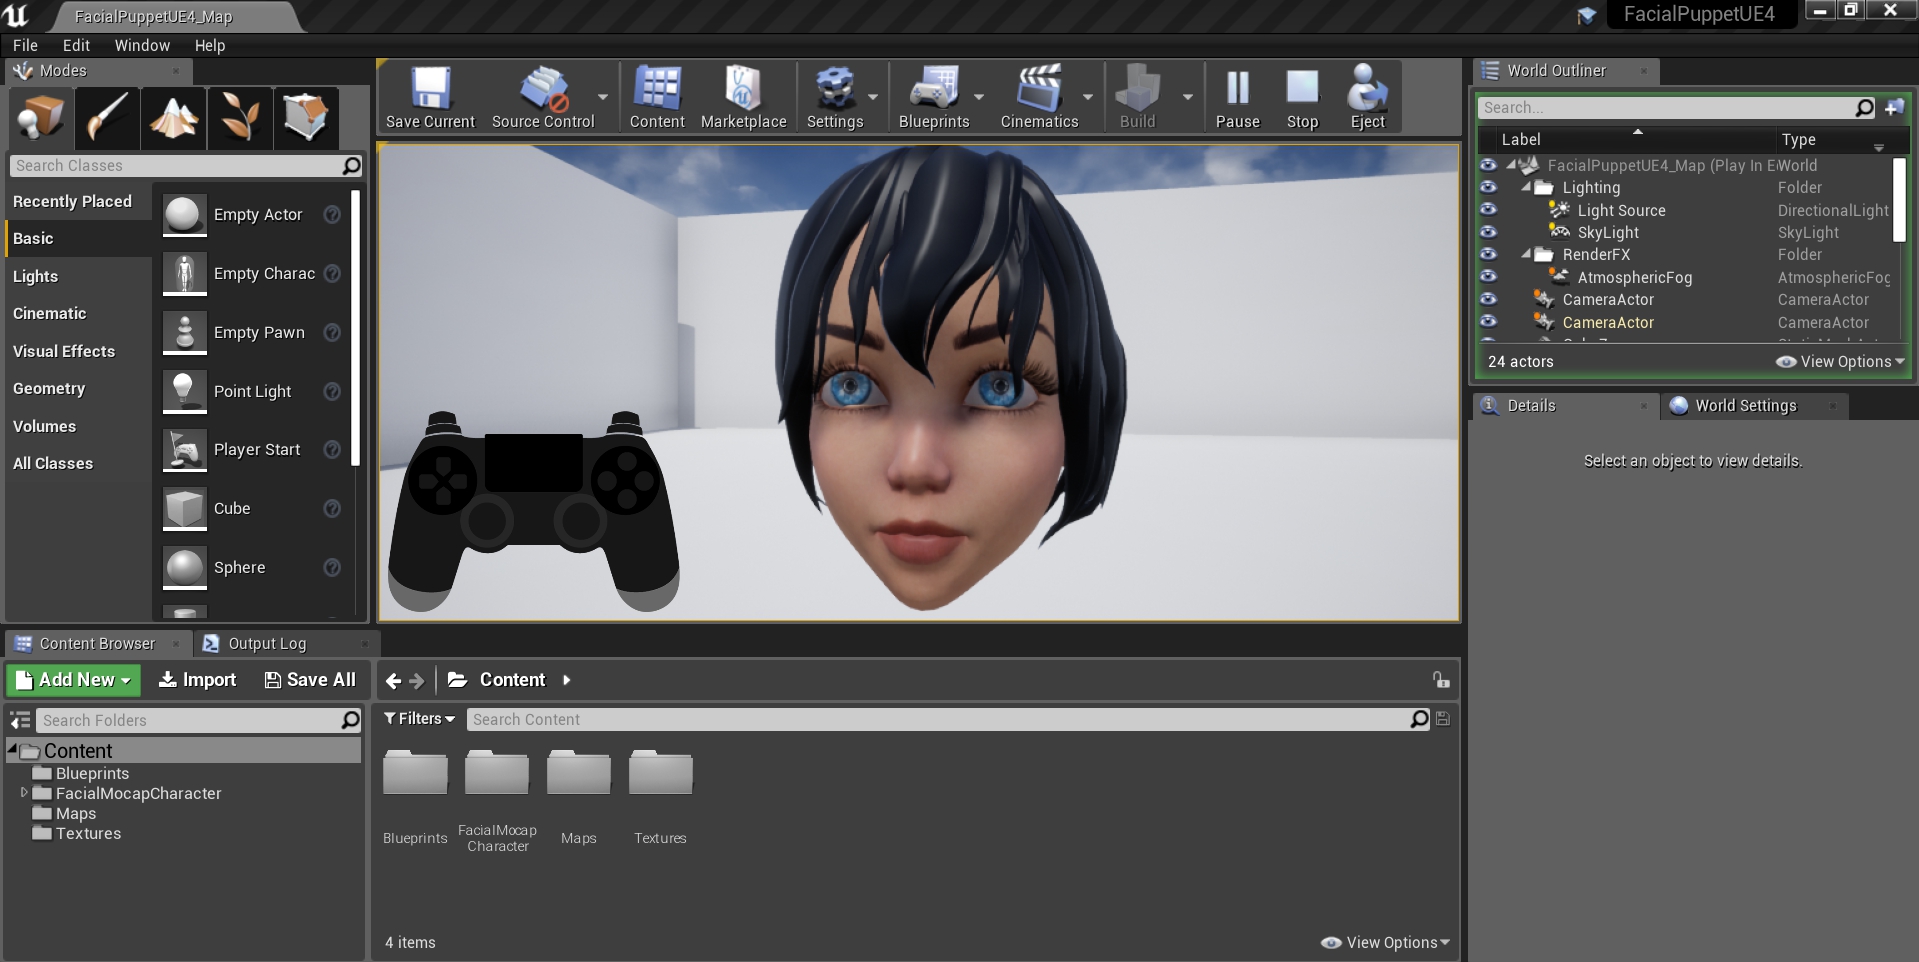 FacialPuppetUE4_Map
FacialPuppetUE4
File Edit Window Help
Modes
Save Current Source Control Content Marketplace Settings Blueprints Cinematics Build Pause Stop Eject
Search Classes
Recently Placed
Basic
Lights
Cinematic
Visual Effects
Geometry
Volumes
All Classes
Empty Actor
Empty Charac
Empty Pawn
Point Light
Player Start
Cube
Sphere
World Outliner
Search...
Label Type
FacialPuppetUE4_Map (Play In E World
Lighting Folder
Light Source DirectionalLight
SkyLight SkyLight
RenderFX Folder
AtmosphericFog AtmosphericFog
CameraActor CameraActor
CameraActor CameraActor
24 actors View Options
Details World Settings
Select an object to view details.
Content Browser Output Log
Add New Import Save All
Content
Search Folders
Content
Blueprints
FacialMocapCharacter
Maps
Textures
Filters Search Content
Blueprints
FacialMocap
Character
Maps
Textures
4 items View Options